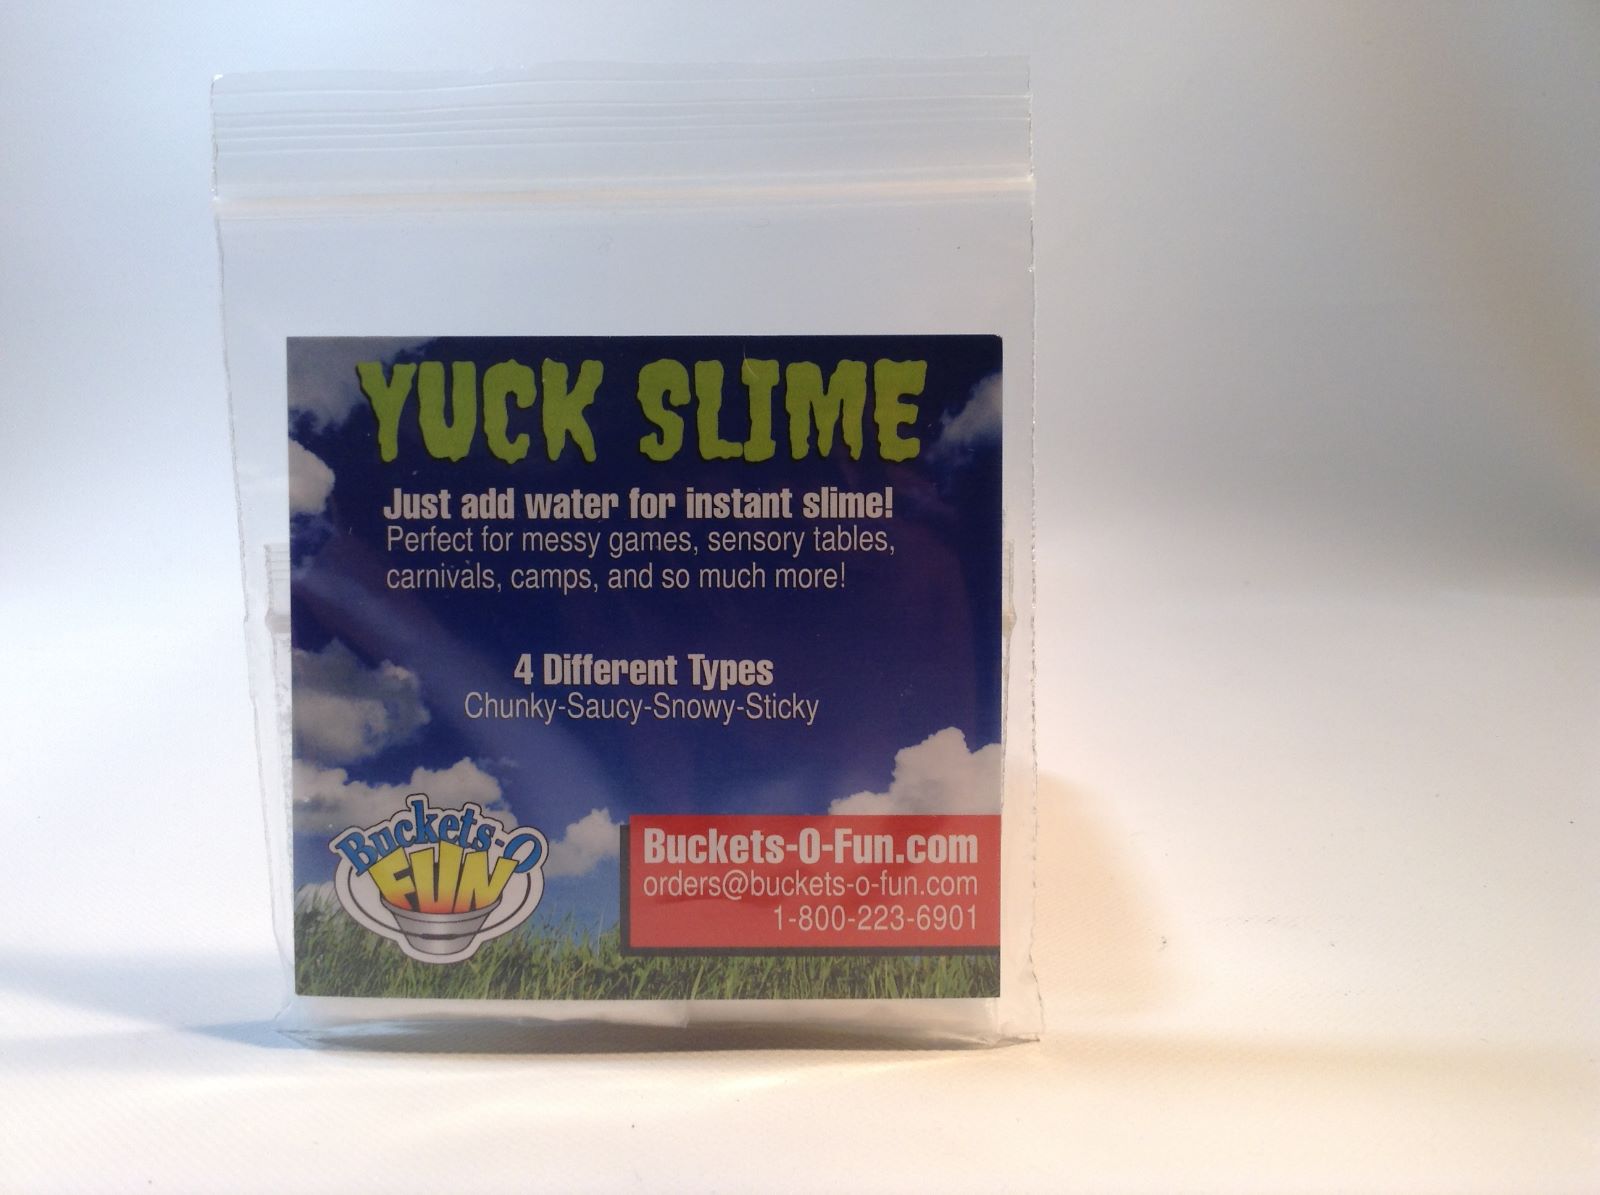 YUCK SLIME
Just add water for instant slime!
Perfect for messy games, sensory tables,
carnivals, camps, and so much more!
4 Different Types
Chunky-Saucy-Snowy-Sticky
Buckets-O
FUN
Buckets-O-Fun.com
orders@buckets-o-fun.com
1-800-223-6901